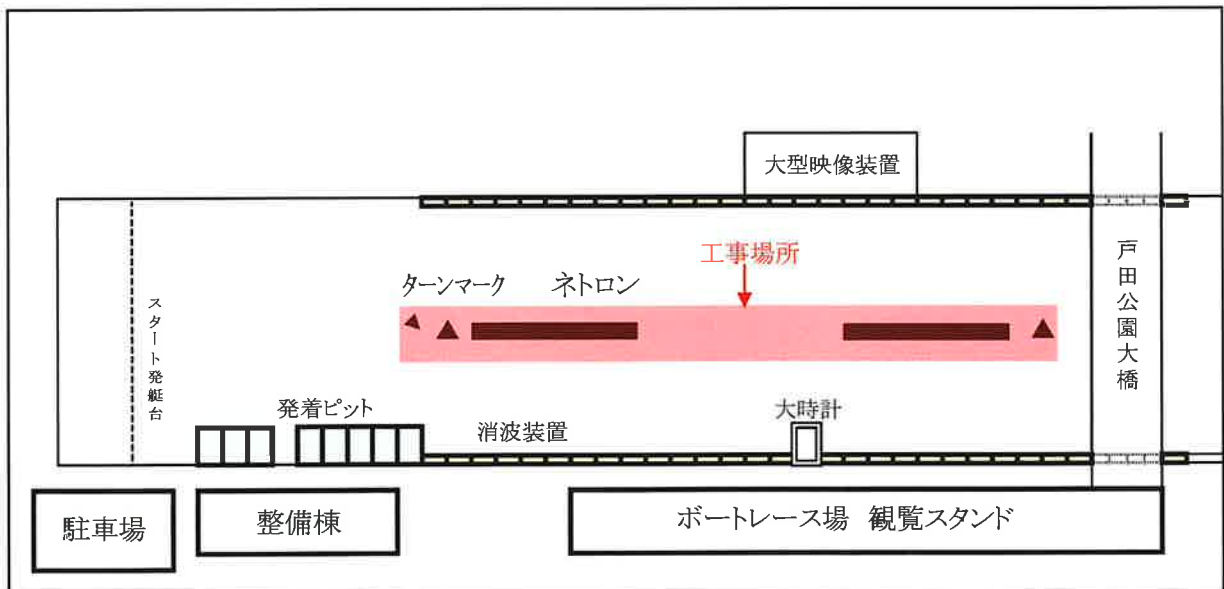 大型映像装置
工事場所
ターンマーク
ネトロン
戸田公園大橋
スタート発艇台
発着ピット
大時計
消波装置
駐車場
整備棟
ボートレース場 観覧スタンド